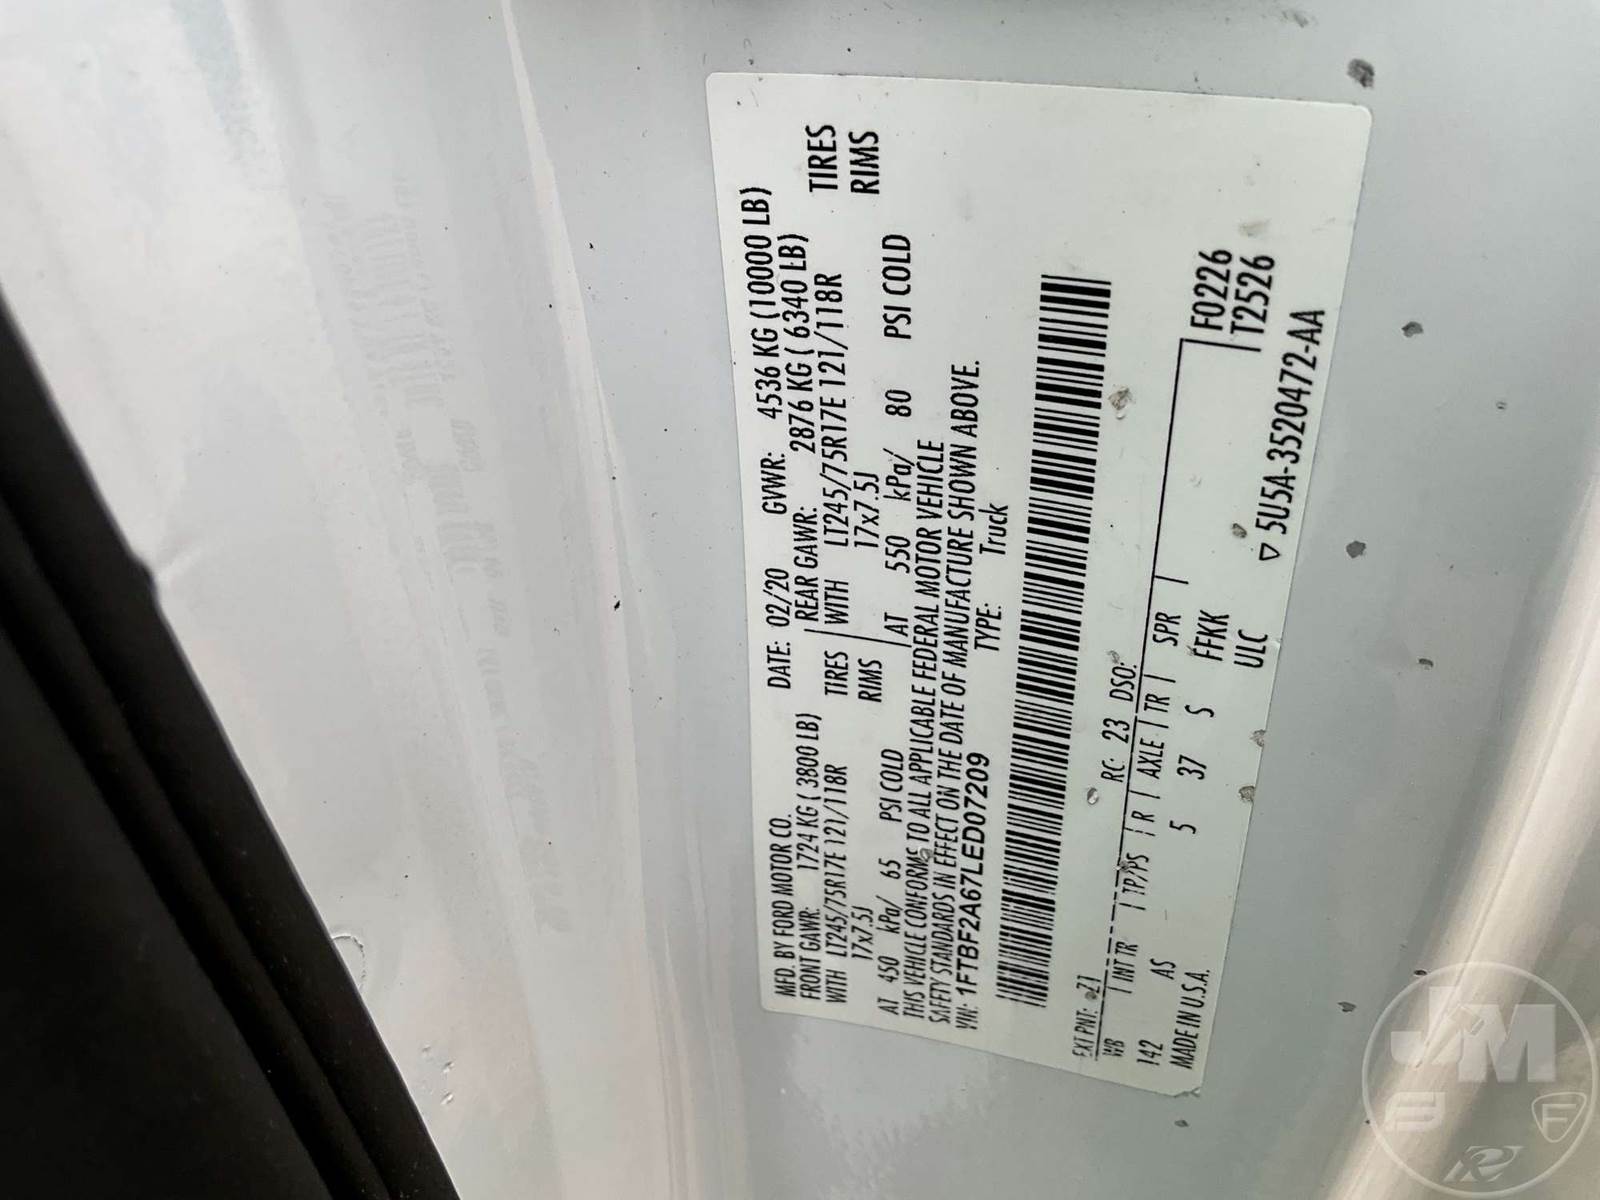 MFD. BY FORD MOTOR CO. DATE: 02/20 GVWR: 4536 KG (10000 LB)
FRONT GAWR: 1724 KG ( 3800 LB) REAR GAWR: 2876 KG ( 6340 LB)
WITH LT245/75R17E 121/118R TIRES WITH LT245/75R17E 121/118R TIRES
17x7.5J RIMS 17x7.5J RIMS
AT 450 kPa/ 65 PSI COLD AT 550 kPa/ 80 PSI COLD
THIS VEHICLE CONFORMS TO ALL APPLICABLE FEDERAL MOTOR VEHICLE
SAFETY STANDARDS IN EFFECT ON THE DATE OF MANUFACTURE SHOWN ABOVE.
VIN: 1FTBF2A67LED07209 TYPE: Truck
EXT PNT: Z1 RC: 23 DSO:
WB INT TR TP/PS R AXLE TR SPR F0226
142 AS 5 37 S FFKK T2526
MADE IN U.S.A. ULC
▽ 5U5A-3520472-AA
JM